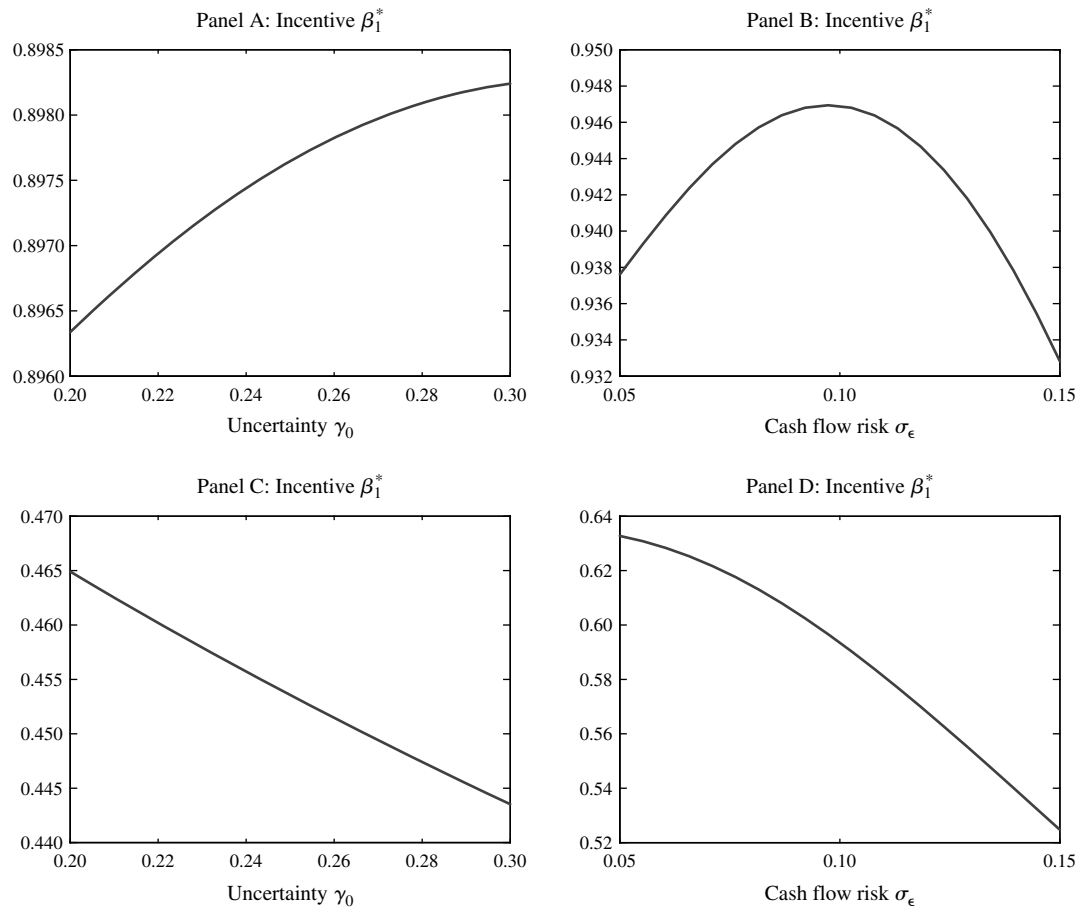 Panel A: Incentive β₁*
0.8985
0.8980
0.8975
0.8970
0.8965
0.8960
0.20 0.22 0.24 0.26 0.28 0.30
Uncertainty γ₀
Panel B: Incentive β₁*
0.950
0.948
0.946
0.944
0.942
0.940
0.938
0.936
0.934
0.932
0.05 0.10 0.15
Cash flow risk σ_ϵ
Panel C: Incentive β₁*
0.470
0.465
0.460
0.455
0.450
0.445
0.440
0.20 0.22 0.24 0.26 0.28 0.30
Uncertainty γ₀
Panel D: Incentive β₁*
0.64
0.62
0.60
0.58
0.56
0.54
0.52
0.05 0.10 0.15
Cash flow risk σ_ϵ